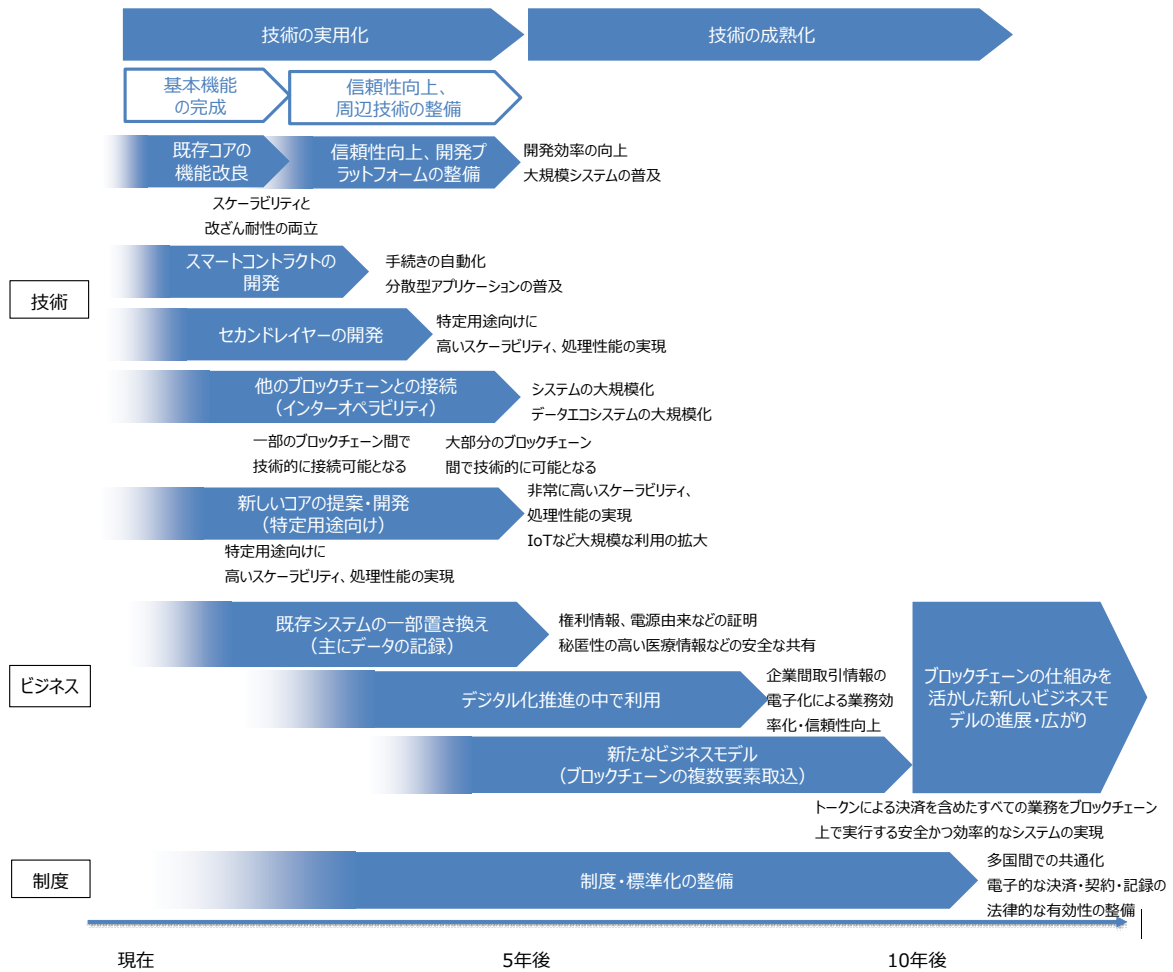 技術の実用化
技術の成熟化
基本機能
の完成
信頼性向上、
周辺技術の整備
既存コアの
機能改良
信頼性向上、開発プ
ラットフォームの整備
開発効率の向上
大規模システムの普及
スケーラビリティと
改ざん耐性の両立
技術
スマートコントラクトの
開発
手続きの自動化
分散型アプリケーションの普及
セカンドレイヤーの開発
特定用途向けに
高いスケーラビリティ、処理性能の実現
他のブロックチェーンとの接続
（インターオペラビリティ）
システムの大規模化
データエコシステムの大規模化
一部のブロックチェーン間で
技術的に接続可能となる
大部分のブロックチェーン
間で技術的に可能となる
新しいコアの提案・開発
（特定用途向け）
非常に高いスケーラビリティ、
処理性能の実現
IoTなど大規模な利用の拡大
特定用途向けに
高いスケーラビリティ、処理性能の実現
ビジネス
既存システムの一部置き換え
（主にデータの記録）
権利情報、電源由来などの証明
秘匿性の高い医療情報などの安全な共有
デジタル化推進の中で利用
企業間取引情報の
電子化による業務効
率化・信頼性向上
新たなビジネスモデル
（ブロックチェーンの複数要素取込）
ブロックチェーンの仕組みを
活かした新しいビジネスモ
デルの進展・広がり
トークンによる決済を含めたすべての業務をブロックチェーン
上で実行する安全かつ効率的なシステムの実現
制度
制度・標準化の整備
多国間での共通化
電子的な決済・契約・記録の
法律的な有効性の整備
現在
5年後
10年後